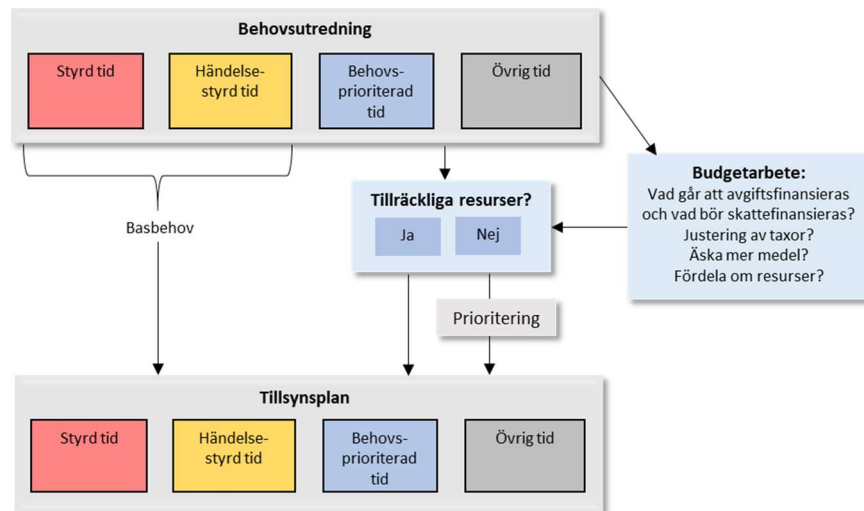 Behovsutredning
Styrd tid
Händelse-
styrd tid
Behovs-
prioriterad
tid
Övrig tid
Basbehov
Tillräckliga resurser?
Ja
Nej
Budgetarbete:
Vad går att avgiftsfinansieras
och vad bör skattefinansieras?
Justering av taxor?
Äska mer medel?
Fördela om resurser?
Prioritering
Tillsynsplan
Styrd tid
Händelse-
styrd tid
Behovs-
prioriterad
tid
Övrig tid